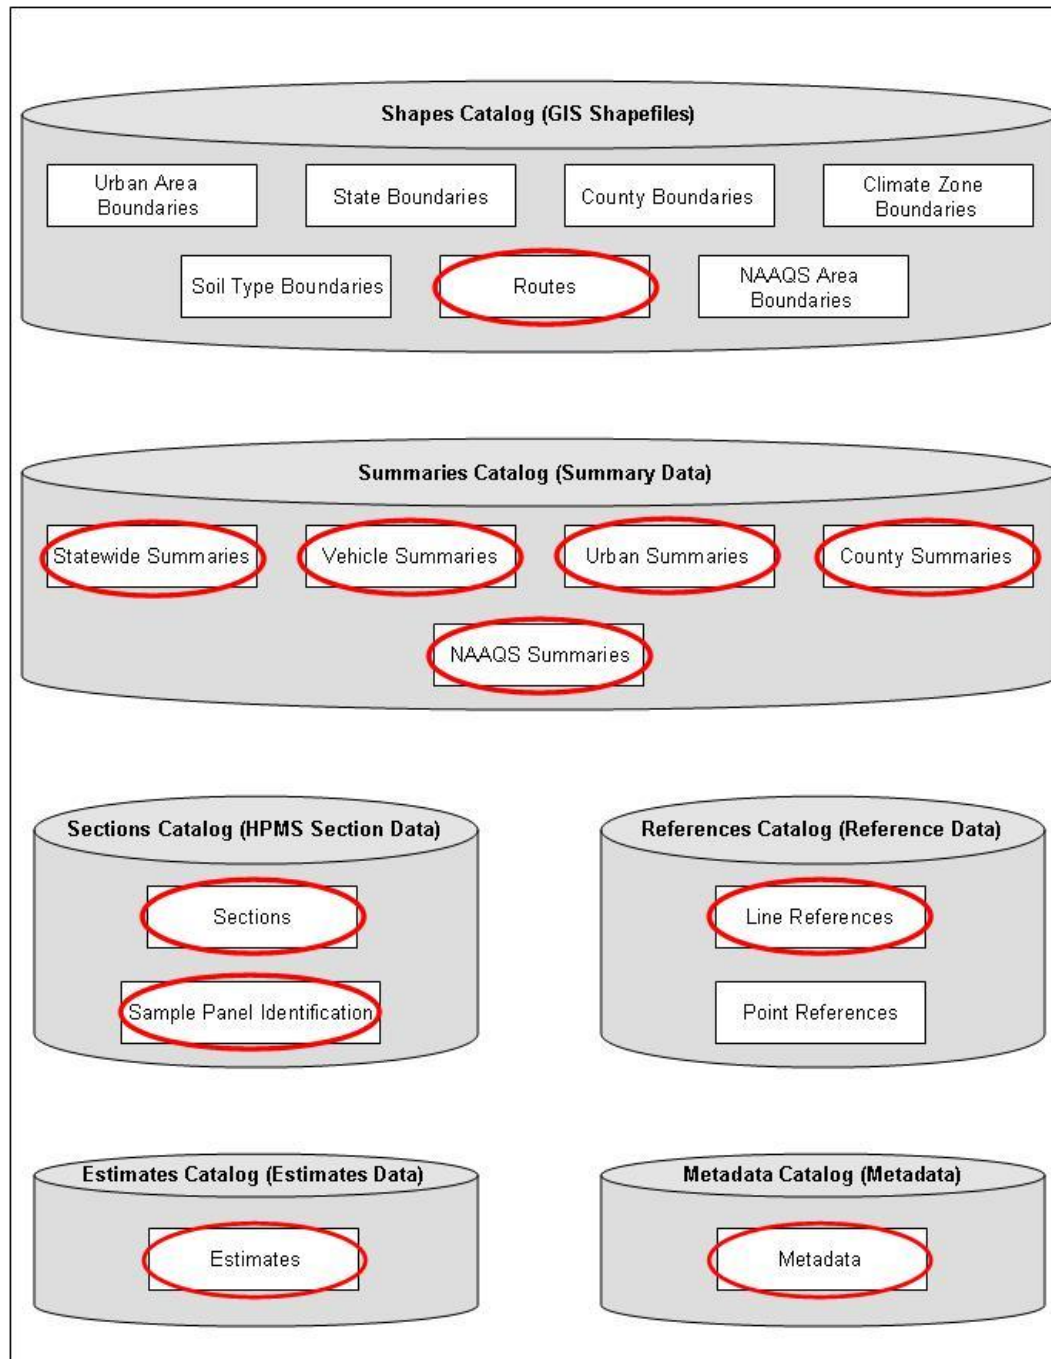 Shapes Catalog (GIS Shapefiles)
Urban Area
Boundaries
State Boundaries
County Boundaries
Climate Zone
Boundaries
Soil Type Boundaries
Routes
NAAQS Area
Boundaries
Summaries Catalog (Summary Data)
Statewide Summaries
Vehicle Summaries
Urban Summaries
County Summaries
NAAQS Summaries
Sections Catalog (HPMS Section Data)
Sections
Sample Panel Identification
References Catalog (Reference Data)
Line References
Point References
Estimates Catalog (Estimates Data)
Estimates
Metadata Catalog (Metadata)
Metadata